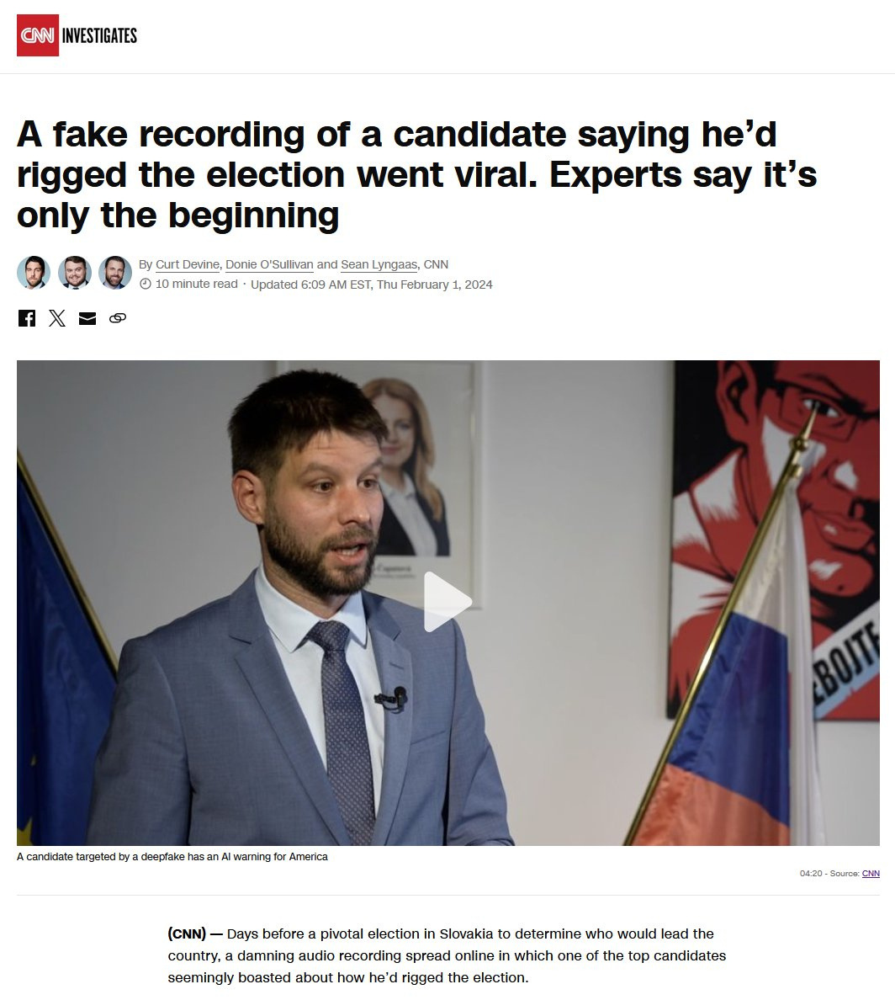 CNN INVESTIGATES
A fake recording of a candidate saying he’d
rigged the election went viral. Experts say it’s
only the beginning
By Curt Devine, Donie O'Sullivan and Sean Lyngaas, CNN
10 minute read · Updated 6:09 AM EST, Thu February 1, 2024
Čaputová
EBOJTE
A candidate targeted by a deepfake has an AI warning for America
04:20 - Source: CNN
(CNN) — Days before a pivotal election in Slovakia to determine who would lead the
country, a damning audio recording spread online in which one of the top candidates
seemingly boasted about how he’d rigged the election.